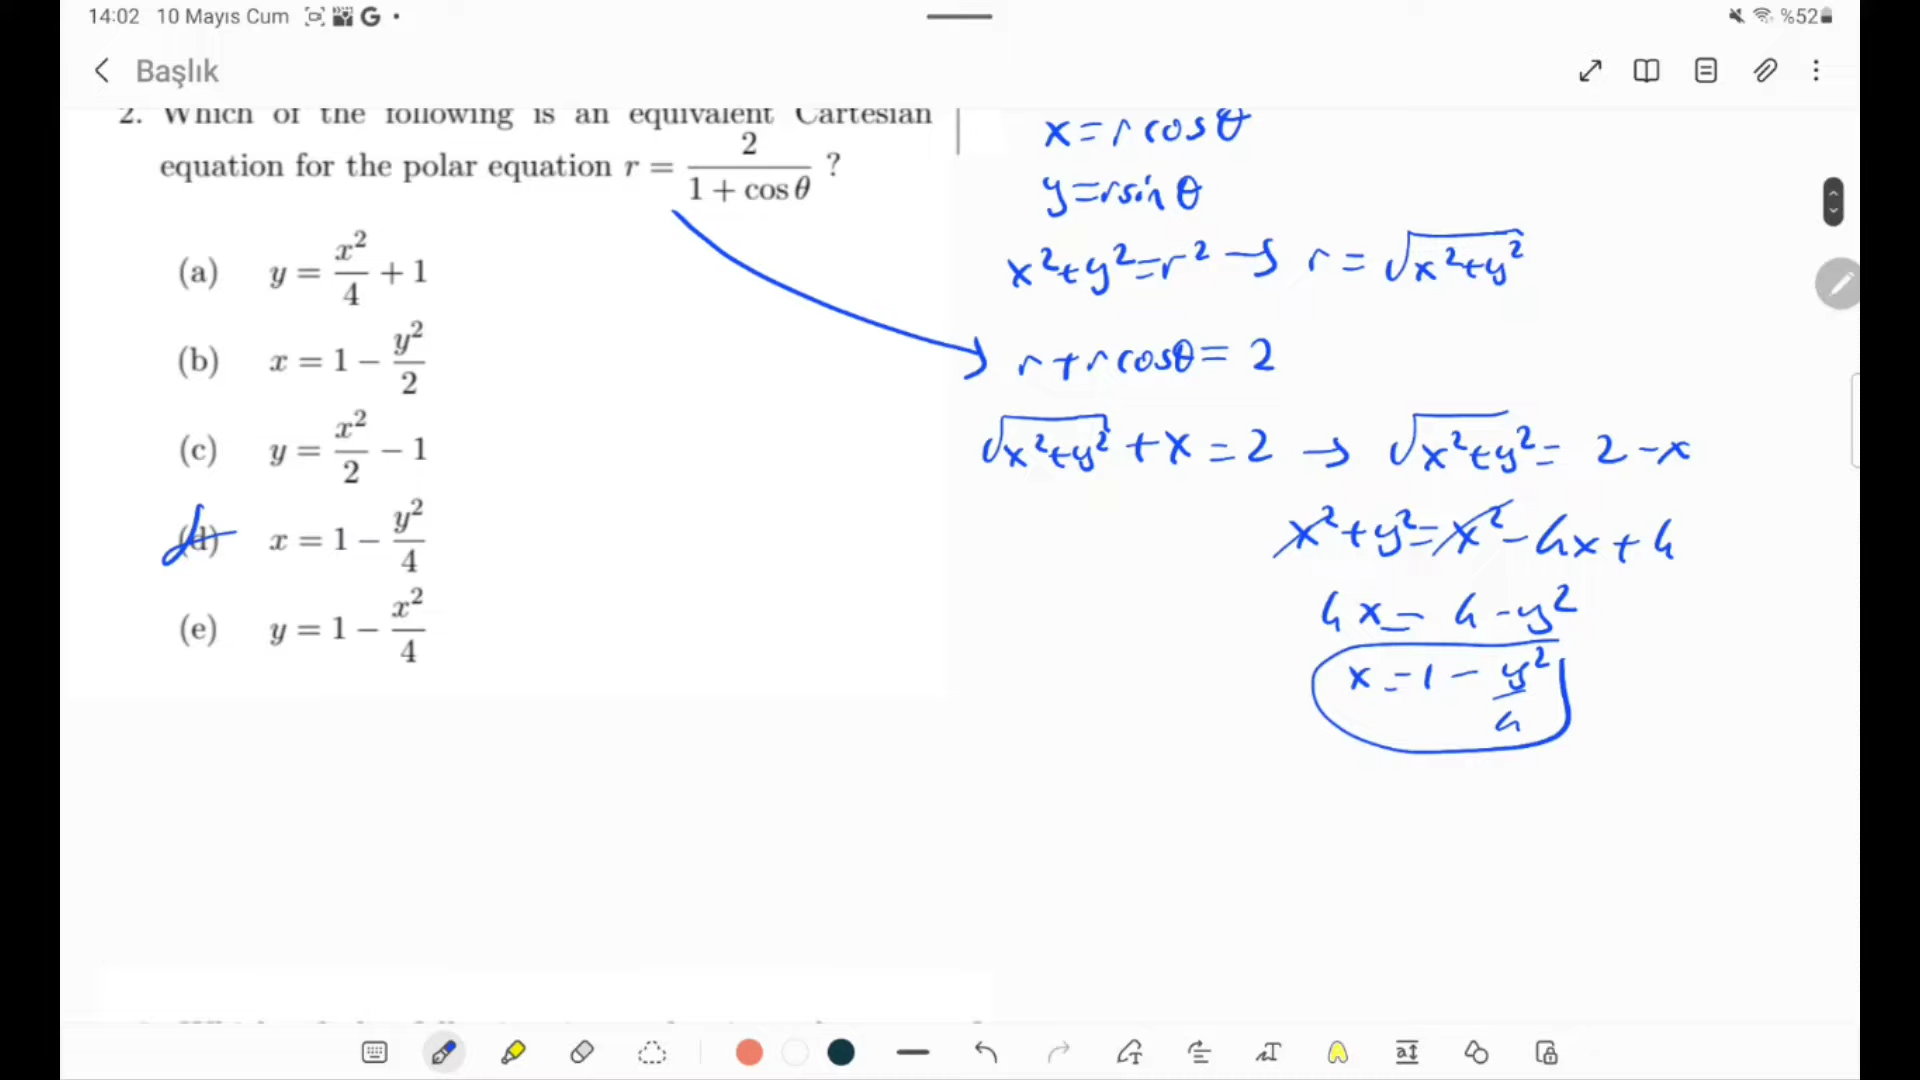 14:02 10 Mayıs Cum
%52
Başlık
2. Which of the following is an equivalent Cartesian
equation for the polar equation r = 2/(1 + cos θ) ?
(a) y = x²/4 + 1
(b) x = 1 − y²/2
(c) y = x²/2 − 1
(d) x = 1 − y²/4
(e) y = 1 − x²/4
x = r cos θ
y = r sin θ
x² + y² = r² → r = √(x² + y²)
r + r cos θ = 2
√(x² + y²) + x = 2 → √(x² + y²) = 2 − x
x² + y² = x² − 4x + 4
4x = 4 − y²
x = 1 − y²/4